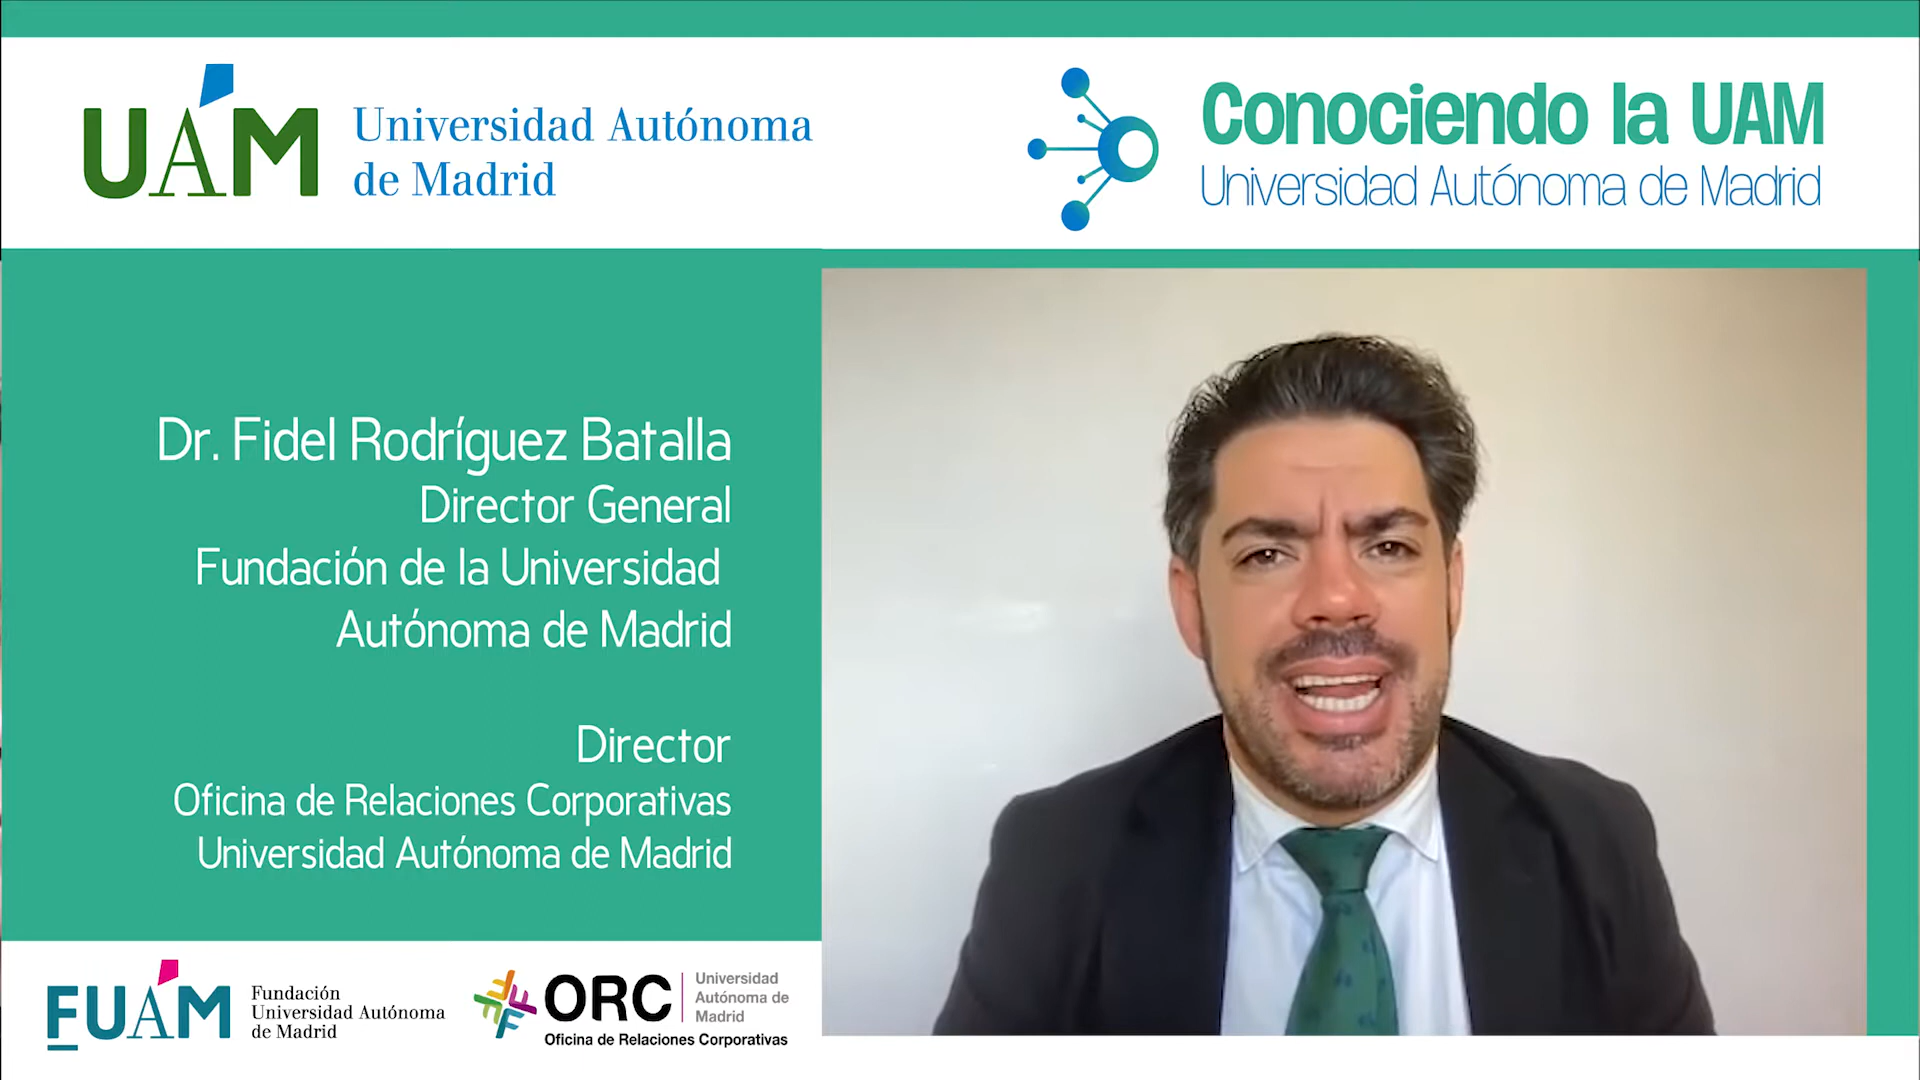 UAM Universidad Autónoma
de Madrid
Conociendo la UAM
Universidad Autónoma de Madrid
Dr. Fidel Rodríguez Batalla
Director General
Fundación de la Universidad
Autónoma de Madrid
Director
Oficina de Relaciones Corporativas
Universidad Autónoma de Madrid
FUAM
Fundación
Universidad Autónoma
de Madrid
ORC
Universidad
Autónoma de
Madrid
Oficina de Relaciones Corporativas